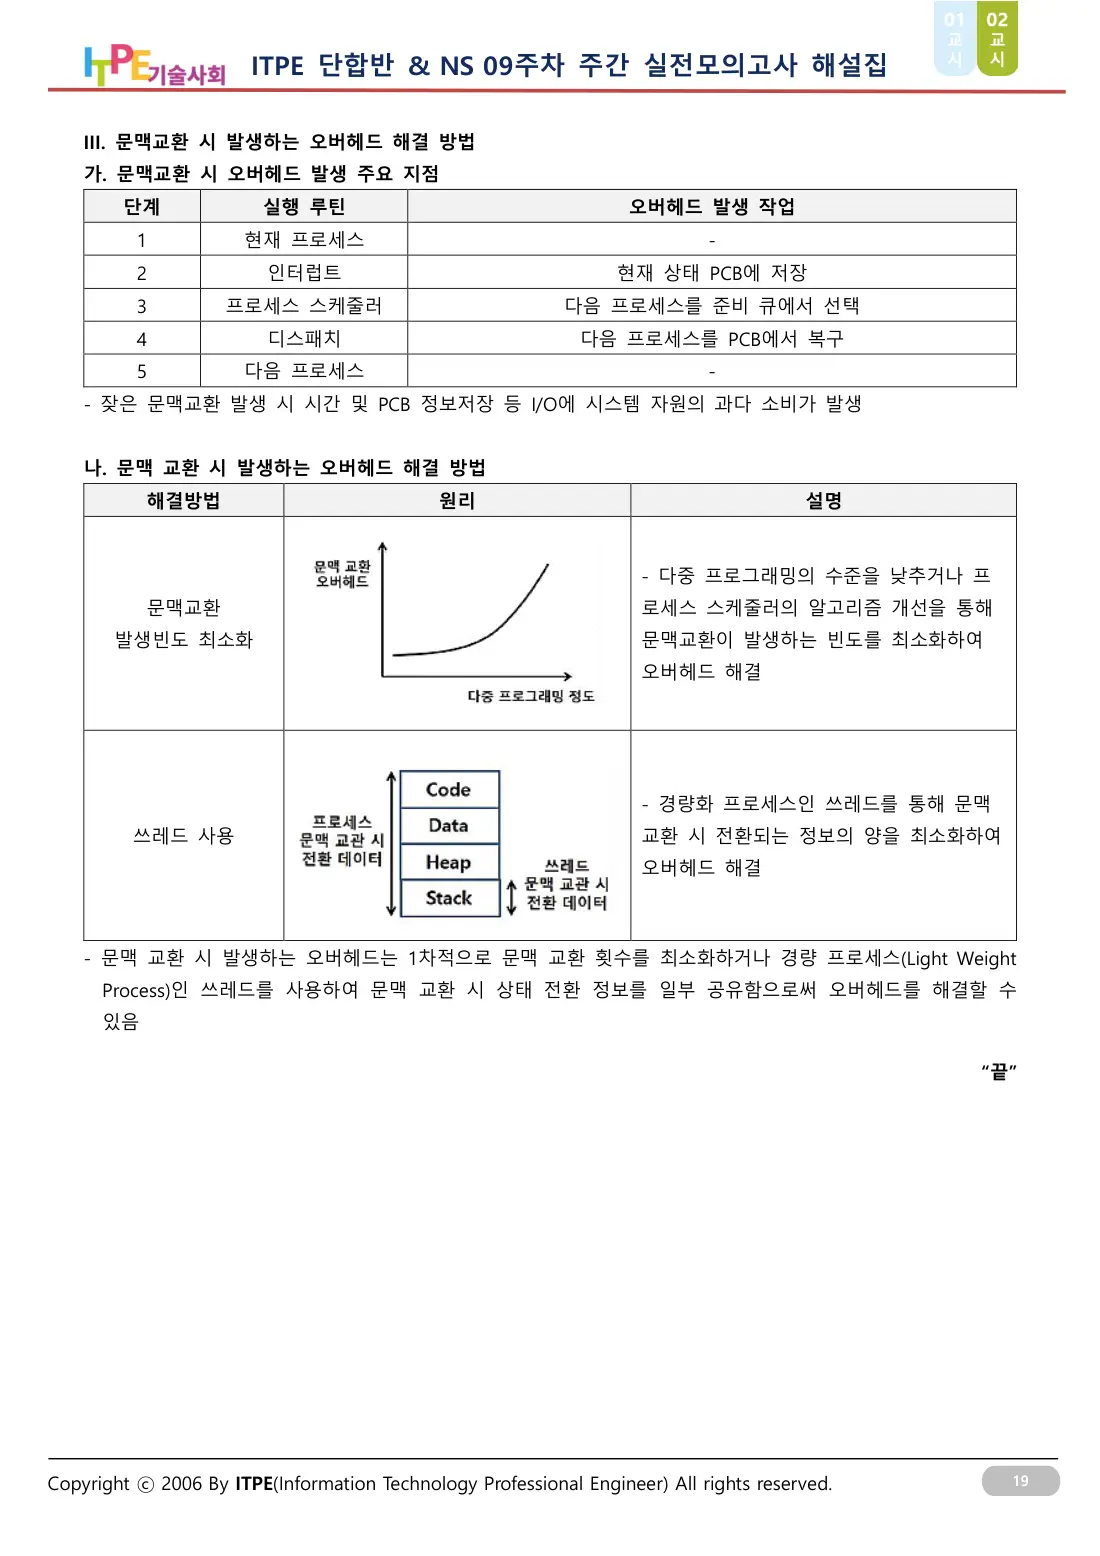 01
교
시
02
교
시
ITPE기술사회
ITPE 단합반 & NS 09주차 주간 실전모의고사 해설집
III. 문맥교환 시 발생하는 오버헤드 해결 방법
가. 문맥교환 시 오버헤드 발생 주요 지점
단계 실행 루틴 오버헤드 발생 작업
1 현재 프로세스 -
2 인터럽트 현재 상태 PCB에 저장
3 프로세스 스케줄러 다음 프로세스를 준비 큐에서 선택
4 디스패치 다음 프로세스를 PCB에서 복구
5 다음 프로세스 -
- 잦은 문맥교환 발생 시 시간 및 PCB 정보저장 등 I/O에 시스템 자원의 과다 소비가 발생
나. 문맥 교환 시 발생하는 오버헤드 해결 방법
해결방법 원리 설명
문맥교환
발생빈도 최소화
문맥 교환
오버헤드
다중 프로그래밍 정도
- 다중 프로그래밍의 수준을 낮추거나 프
로세스 스케줄러의 알고리즘 개선을 통해
문맥교환이 발생하는 빈도를 최소화하여
오버헤드 해결
쓰레드 사용
프로세스
문맥 교관 시
전환 데이터
Code
Data
Heap
Stack
쓰레드
문맥 교관 시
전환 데이터
- 경량화 프로세스인 쓰레드를 통해 문맥
교환 시 전환되는 정보의 양을 최소화하여
오버헤드 해결
- 문맥 교환 시 발생하는 오버헤드는 1차적으로 문맥 교환 횟수를 최소화하거나 경량 프로세스(Light Weight
Process)인 쓰레드를 사용하여 문맥 교환 시 상태 전환 정보를 일부 공유함으로써 오버헤드를 해결할 수
있음
“끝”
Copyright ⓒ 2006 By ITPE(Information Technology Professional Engineer) All rights reserved.
19